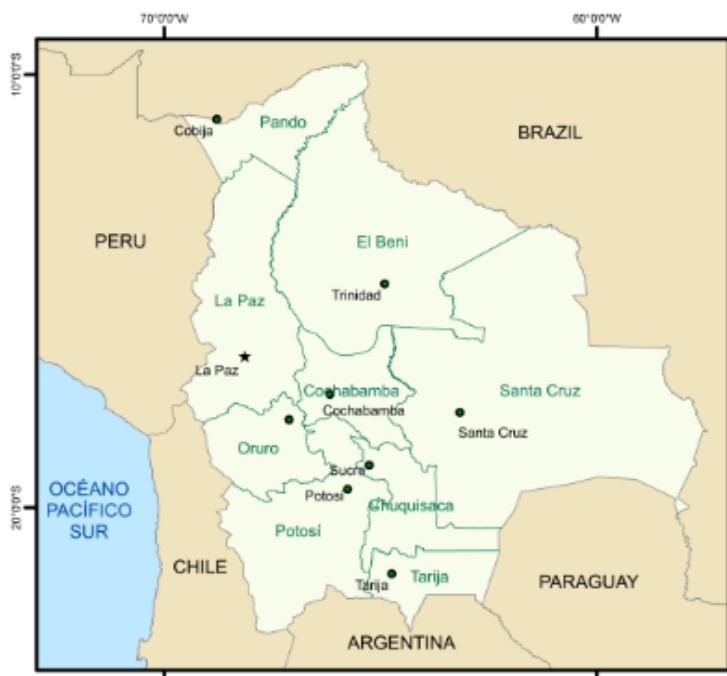 70°0'0"W
60°0'0"W
10°0'0"S
Cobija
Pando
BRAZIL
PERU
El Beni
Trinidad
La Paz
La Paz
Cochabamba
Cochabamba
Santa Cruz
Santa Cruz
Oruro
Sucre
Potosí
Chuquisaca
OCÉANO
PACÍFICO
SUR
20°0'0"S
Potosí
CHILE
Tarija
Tarija
PARAGUAY
ARGENTINA